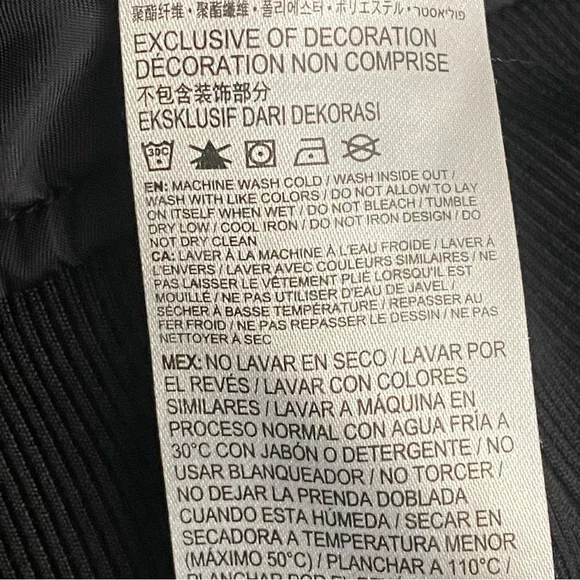 聚酯纤维・聚酯纖維・폴리에스터・ポリエステル・פוליאסטר
EXCLUSIVE OF DECORATION
DÉCORATION NON COMPRISE
不包含装饰部分
EKSKLUSIF DARI DEKORASI
30C
EN: MACHINE WASH COLD / WASH INSIDE OUT /
WASH WITH LIKE COLORS / DO NOT ALLOW TO LAY
ON ITSELF WHEN WET / DO NOT BLEACH / TUMBLE
DRY LOW / COOL IRON / DO NOT IRON DESIGN / DO
NOT DRY CLEAN
CA: LAVER À LA MACHINE À L'EAU FROIDE / LAVER À
L'ENVERS / LAVER AVEC COULEURS SIMILAIRES / NE
PAS LAISSER LE VÊTEMENT PLIÉ LORSQU'IL EST
MOUILLÉ / NE PAS UTILISER D'EAU DE JAVEL /
SÉCHER À BASSE TEMPÉRATURE / REPASSER AU
FER FROID / NE PAS REPASSER LE DESSIN / NE PAS
NETTOYER À SEC
MEX: NO LAVAR EN SECO / LAVAR POR
EL REVÉS / LAVAR CON COLORES
SIMILARES / LAVAR A MÁQUINA EN
PROCESO NORMAL CON AGUA FRÍA A
30°C CON JABÓN O DETERGENTE / NO
USAR BLANQUEADOR / NO TORCER /
NO DEJAR LA PRENDA DOBLADA
CUANDO ESTA HÚMEDA / SECAR EN
SECADORA A TEMPERATURA MENOR
(MÁXIMO 50°C) / PLANCHAR A 110°C /